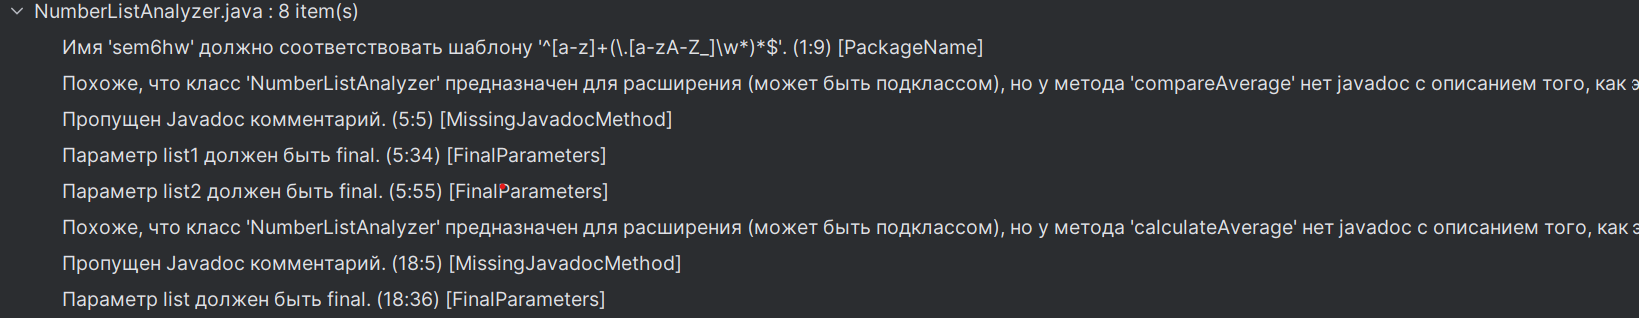 NumberListAnalyzer.java : 8 item(s)
Имя 'sem6hw' должно соответствовать шаблону '^[a-z]+(\.[a-zA-Z_]\w*)*$'. (1:9) [PackageName]
Похоже, что класс 'NumberListAnalyzer' предназначен для расширения (может быть подклассом), но у метода 'compareAverage' нет javadoc с описанием того, как э
Пропущен Javadoc комментарий. (5:5) [MissingJavadocMethod]
Параметр list1 должен быть final. (5:34) [FinalParameters]
Параметр list2 должен быть final. (5:55) [FinalParameters]
Похоже, что класс 'NumberListAnalyzer' предназначен для расширения (может быть подклассом), но у метода 'calculateAverage' нет javadoc с описанием того, как э
Пропущен Javadoc комментарий. (18:5) [MissingJavadocMethod]
Параметр list должен быть final. (18:36) [FinalParameters]